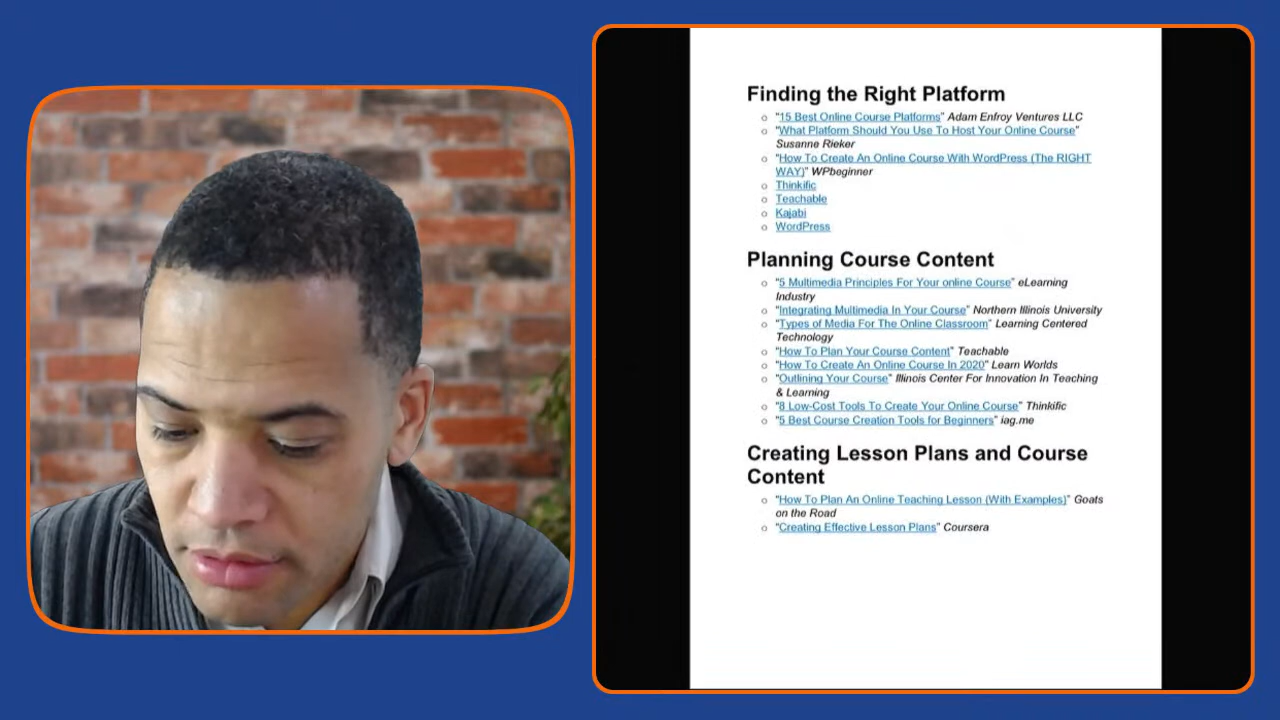 Finding the Right Platform
o "15 Best Online Course Platforms" Adam Enfroy Ventures LLC
o "What Platform Should You Use To Host Your Online Course"
Susanne Rieker
o "How To Create An Online Course With WordPress (The RIGHT
WAY)" WPbeginner
o Thinkific
o Teachable
o Kajabi
o WordPress
Planning Course Content
o "5 Multimedia Principles For Your online Course" eLearning
Industry
o "Integrating Multimedia In Your Course" Northern Illinois University
o "Types of Media For The Online Classroom" Learning Centered
Technology
o "How To Plan Your Course Content" Teachable
o "How To Create An Online Course In 2020" Learn Worlds
o "Outlining Your Course" Illinois Center For Innovation In Teaching
& Learning
o "8 Low-Cost Tools To Create Your Online Course" Thinkific
o "5 Best Course Creation Tools for Beginners" iag.me
Creating Lesson Plans and Course
Content
o "How To Plan An Online Teaching Lesson (With Examples)" Goats
on the Road
o "Creating Effective Lesson Plans" Coursera